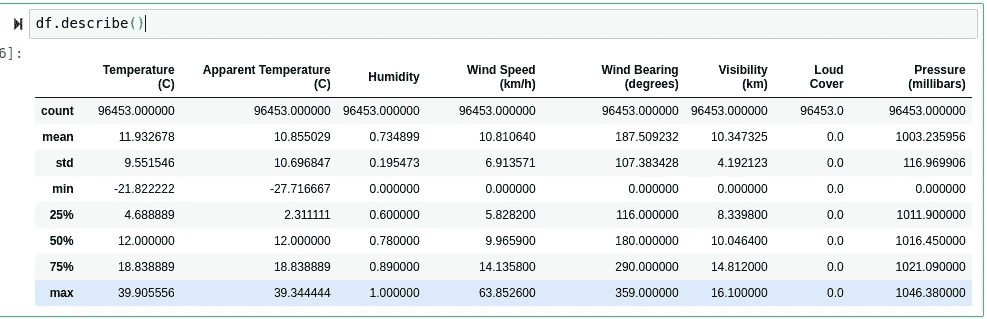 df.describe()
6]:
Temperature (C) Apparent Temperature (C) Humidity Wind Speed (km/h) Wind Bearing (degrees) Visibility (km) Loud Cover Pressure (millibars)
count 96453.000000 96453.000000 96453.000000 96453.000000 96453.000000 96453.000000 96453.0 96453.000000
mean 11.932678 10.855029 0.734899 10.810640 187.509232 10.347325 0.0 1003.235956
std 9.551546 10.696847 0.195473 6.913571 107.383428 4.192123 0.0 116.969906
min -21.822222 -27.716667 0.000000 0.000000 0.000000 0.000000 0.0 0.000000
25% 4.688889 2.311111 0.600000 5.828200 116.000000 8.339800 0.0 1011.900000
50% 12.000000 12.000000 0.780000 9.965900 180.000000 10.046400 0.0 1016.450000
75% 18.838889 18.838889 0.890000 14.135800 290.000000 14.812000 0.0 1021.090000
max 39.905556 39.344444 1.000000 63.852600 359.000000 16.100000 0.0 1046.380000